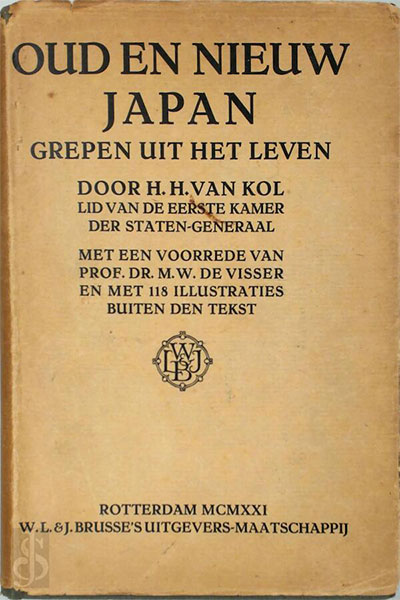 OUD EN NIEUW
JAPAN
GREPEN UIT HET LEVEN
DOOR H. H. VAN KOL
LID VAN DE EERSTE KAMER
DER STATEN-GENERAAL
MET EEN VOORREDE VAN
PROF. DR. M. W. DE VISSER
EN MET 118 ILLUSTRATIES
BUITEN DEN TEKST
ROTTERDAM MCMXXI
W. L. & J. BRUSSE'S UITGEVERS-MAATSCHAPPIJ